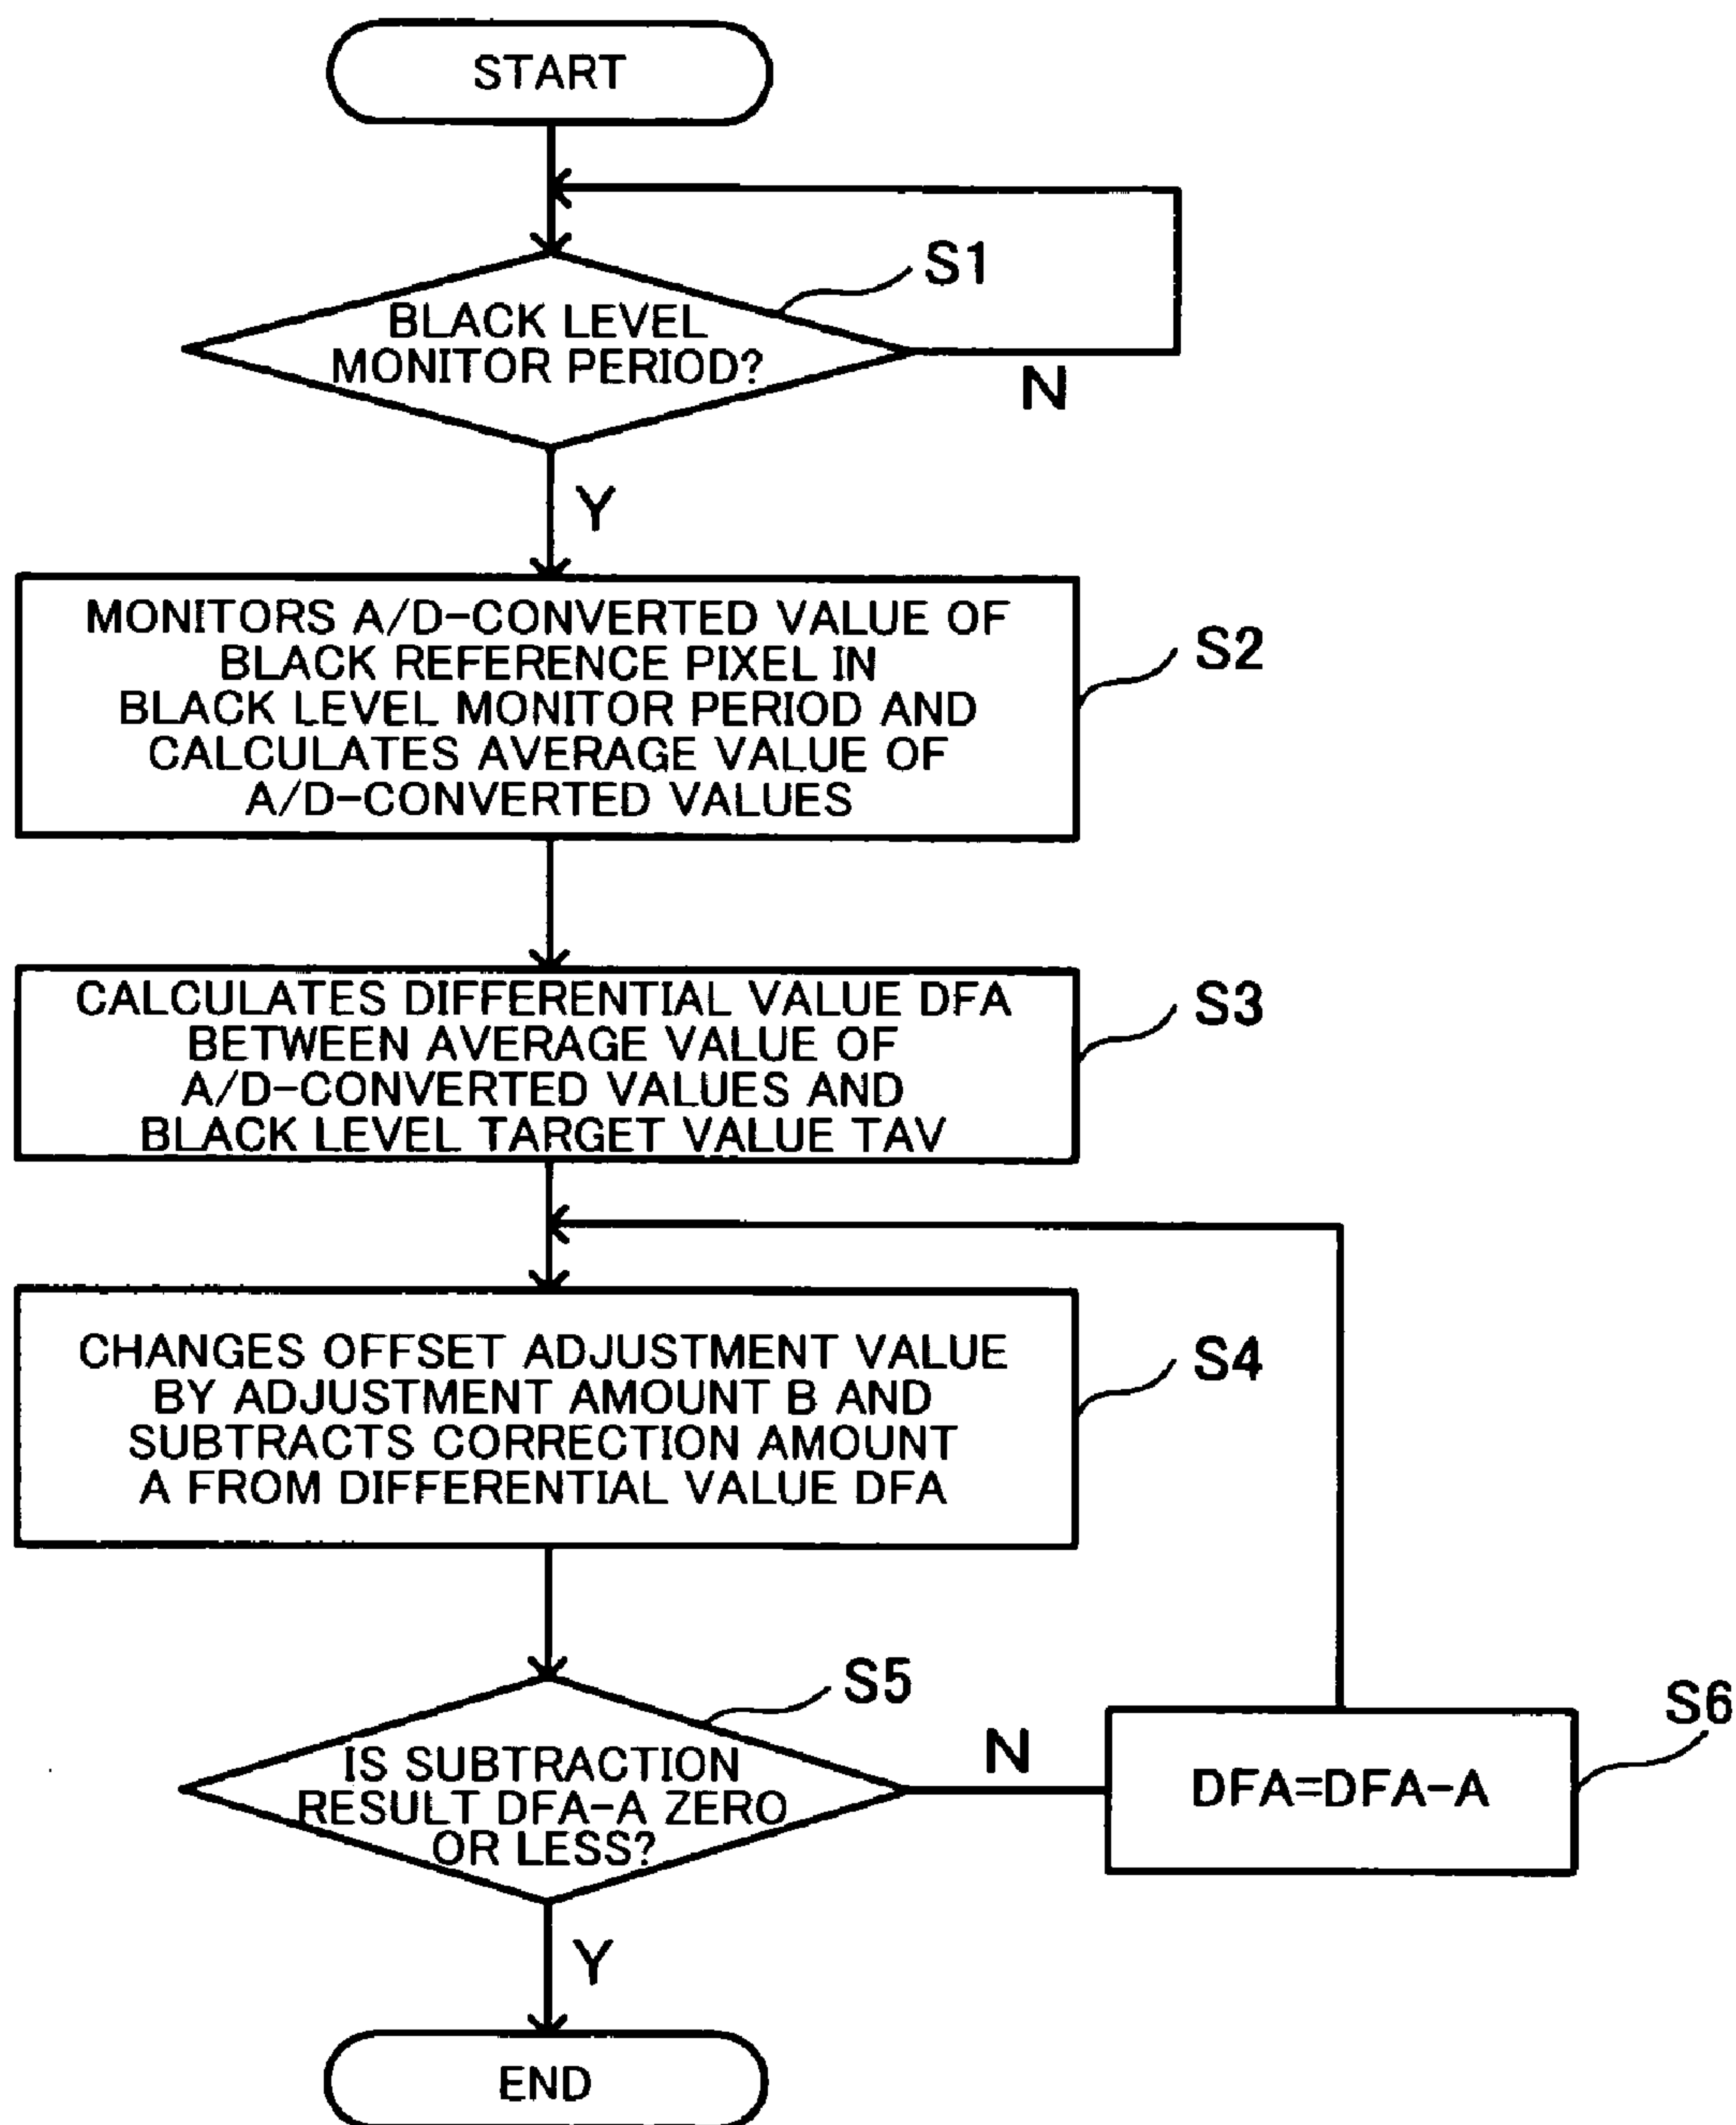 START
S1
BLACK LEVEL
MONITOR PERIOD?
N
Y
MONITORS A/D-CONVERTED VALUE OF
BLACK REFERENCE PIXEL IN
BLACK LEVEL MONITOR PERIOD AND
CALCULATES AVERAGE VALUE OF
A/D-CONVERTED VALUES
S2
CALCULATES DIFFERENTIAL VALUE DFA
BETWEEN AVERAGE VALUE OF
A/D-CONVERTED VALUES AND
BLACK LEVEL TARGET VALUE TAV
S3
CHANGES OFFSET ADJUSTMENT VALUE
BY ADJUSTMENT AMOUNT B AND
SUBTRACTS CORRECTION AMOUNT
A FROM DIFFERENTIAL VALUE DFA
S4
S5
IS SUBTRACTION
RESULT DFA-A ZERO
OR LESS?
N
DFA=DFA-A
S6
Y
END